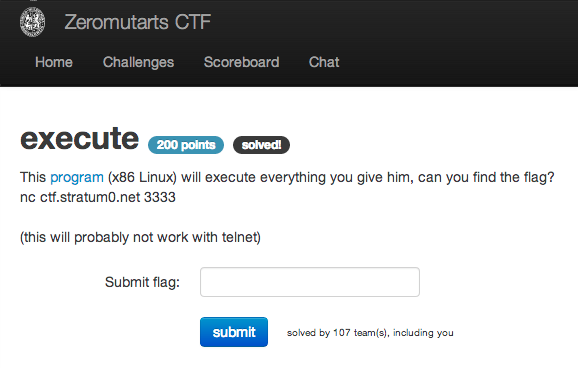 Zeromutarts CTF
Home Challenges Scoreboard Chat
execute 200 points solved!
This program (x86 Linux) will execute everything you give him, can you find the flag?
nc ctf.stratum0.net 3333
(this will probably not work with telnet)
Submit flag:
submit solved by 107 team(s), including you